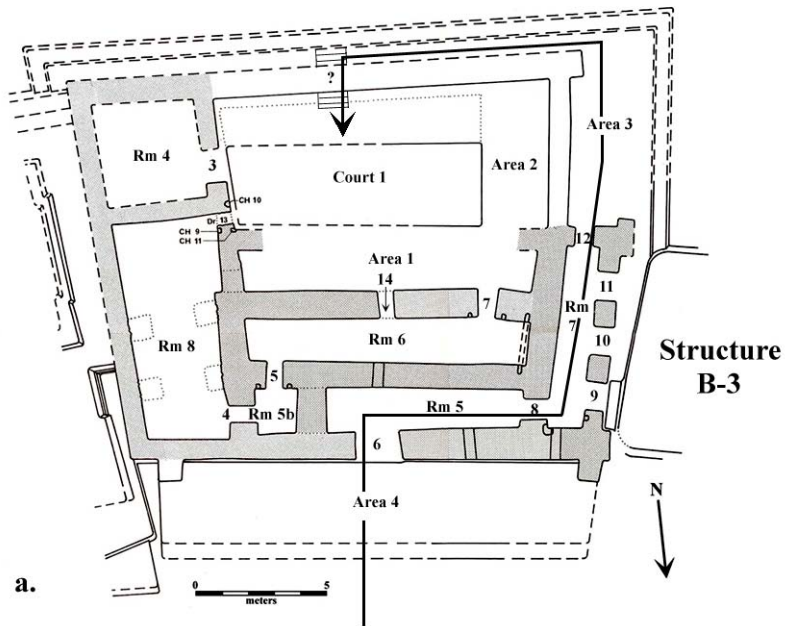 ?
Area 3
Rm 4
3
Court 1
Area 2
CH 10
Dr 13
CH 9
CH 11
Area 1
12
14
7
11
Rm
7
Rm 8
Rm 6
10
Structure
B-3
5
9
4
Rm 5b
Rm 5
8
6
Area 4
N
a.
0 5
meters